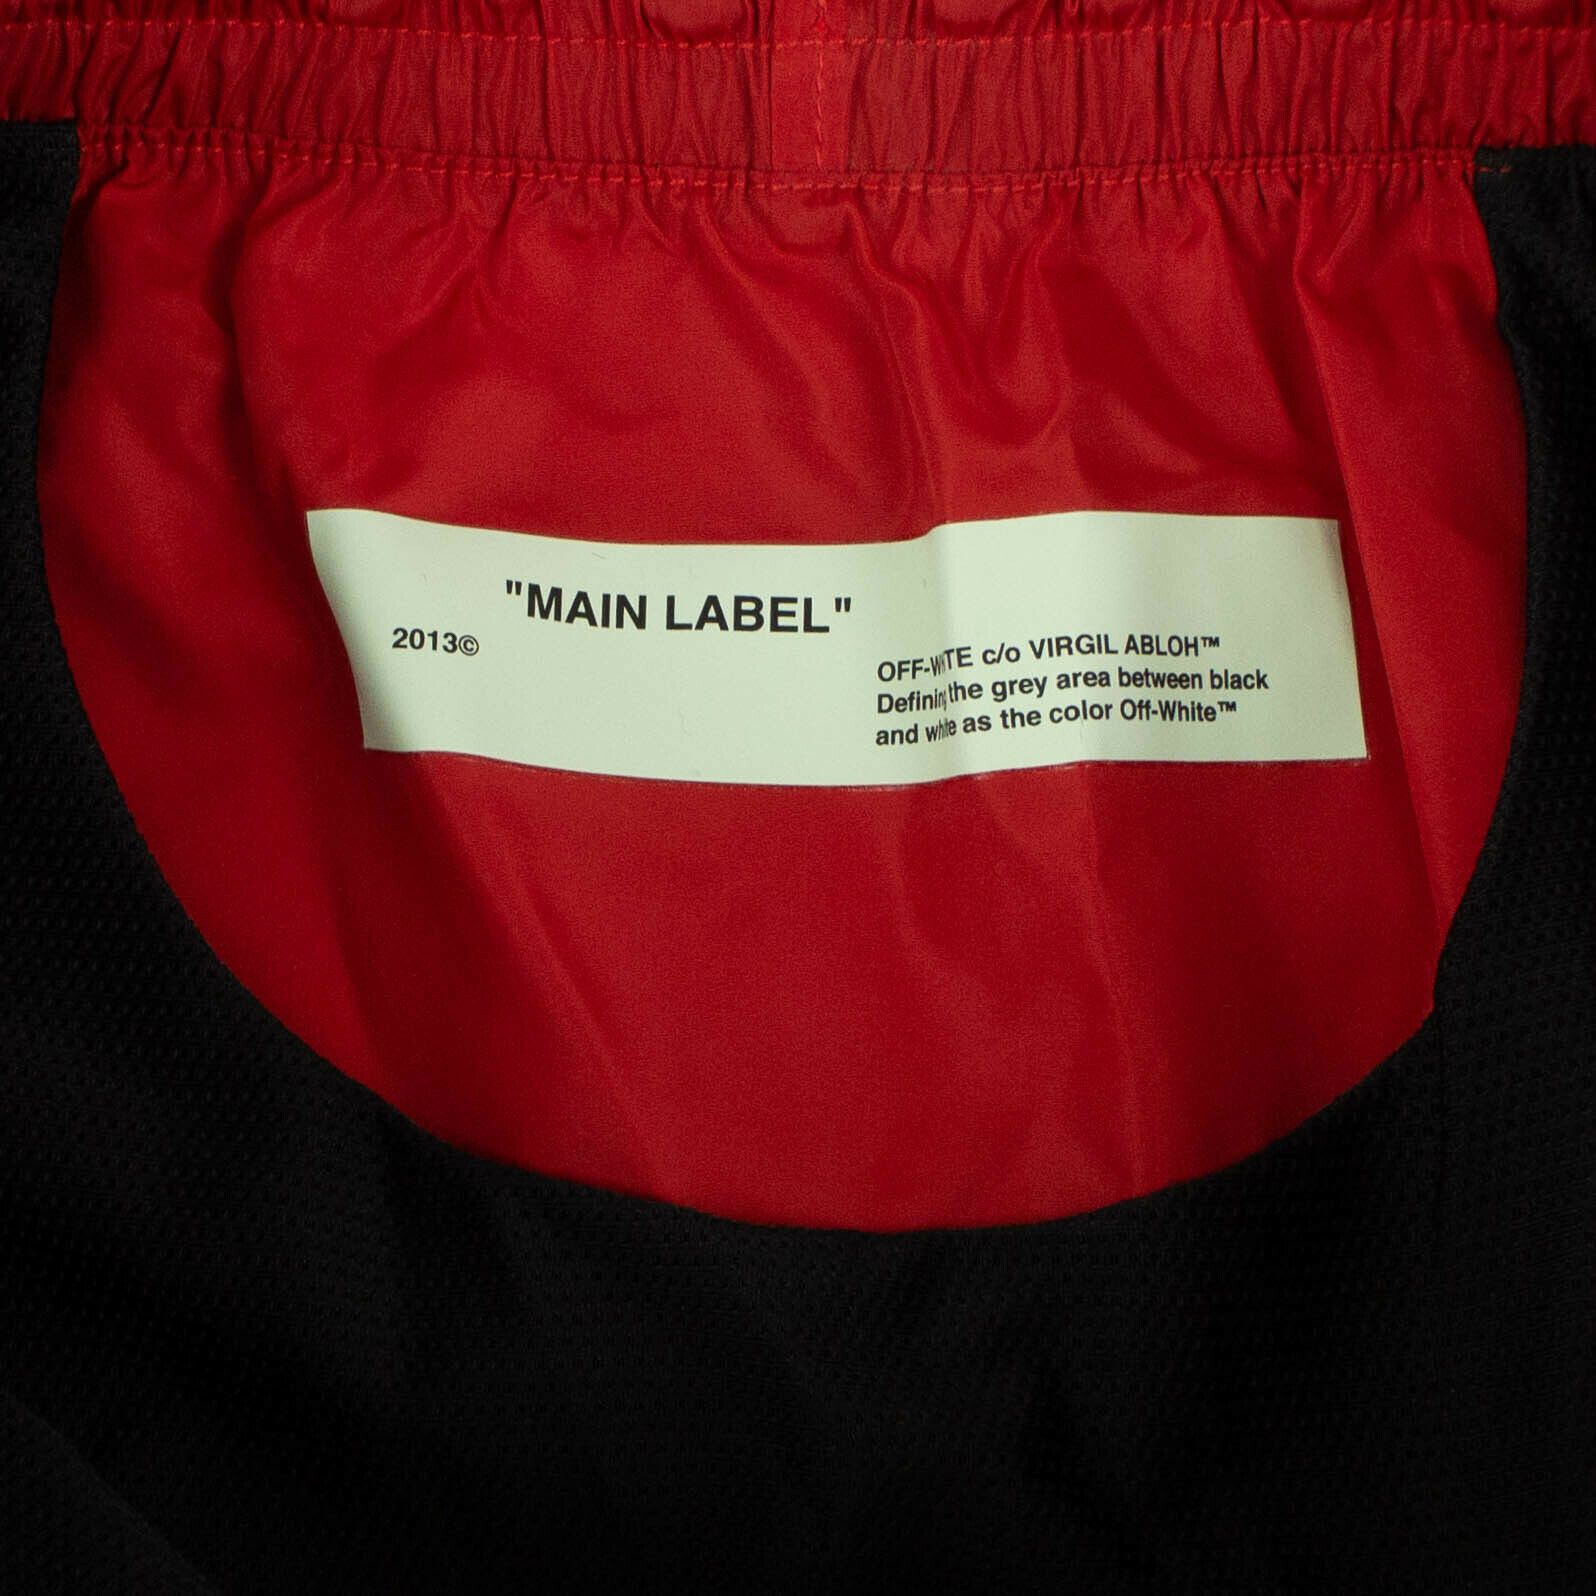 "MAIN LABEL"
2013©
OFF-WHITE c/o VIRGIL ABLOH™
Defining the grey area between black
and white as the color Off-White™